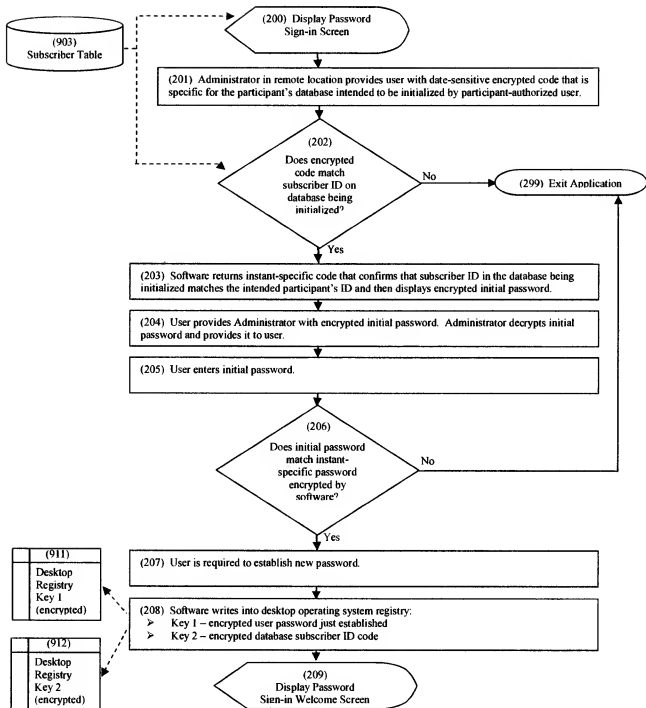 (903)
Subscriber Table
(200) Display Password
Sign-in Screen
(201) Administrator in remote location provides user with date-sensitive encrypted code that is
specific for the participant's database intended to be initialized by participant-authorized user.
(202)
Does encrypted
code match
subscriber ID on
database being
initialized?
No
(299) Exit Application
Yes
(203) Software returns instant-specific code that confirms that subscriber ID in the database being
initialized matches the intended participant's ID and then displays encrypted initial password.
(204) User provides Administrator with encrypted initial password. Administrator decrypts initial
password and provides it to user.
(205) User enters initial password.
(206)
Does initial password
match instant-
specific password
encrypted by
software?
No
Yes
(207) User is required to establish new password.
(911)
Desktop
Registry
Key 1
(encrypted)
(208) Software writes into desktop operating system registry:
➢ Key 1 – encrypted user password just established
➢ Key 2 – encrypted database subscriber ID code
(912)
Desktop
Registry
Key 2
(encrypted)
(209)
Display Password
Sign-in Welcome Screen